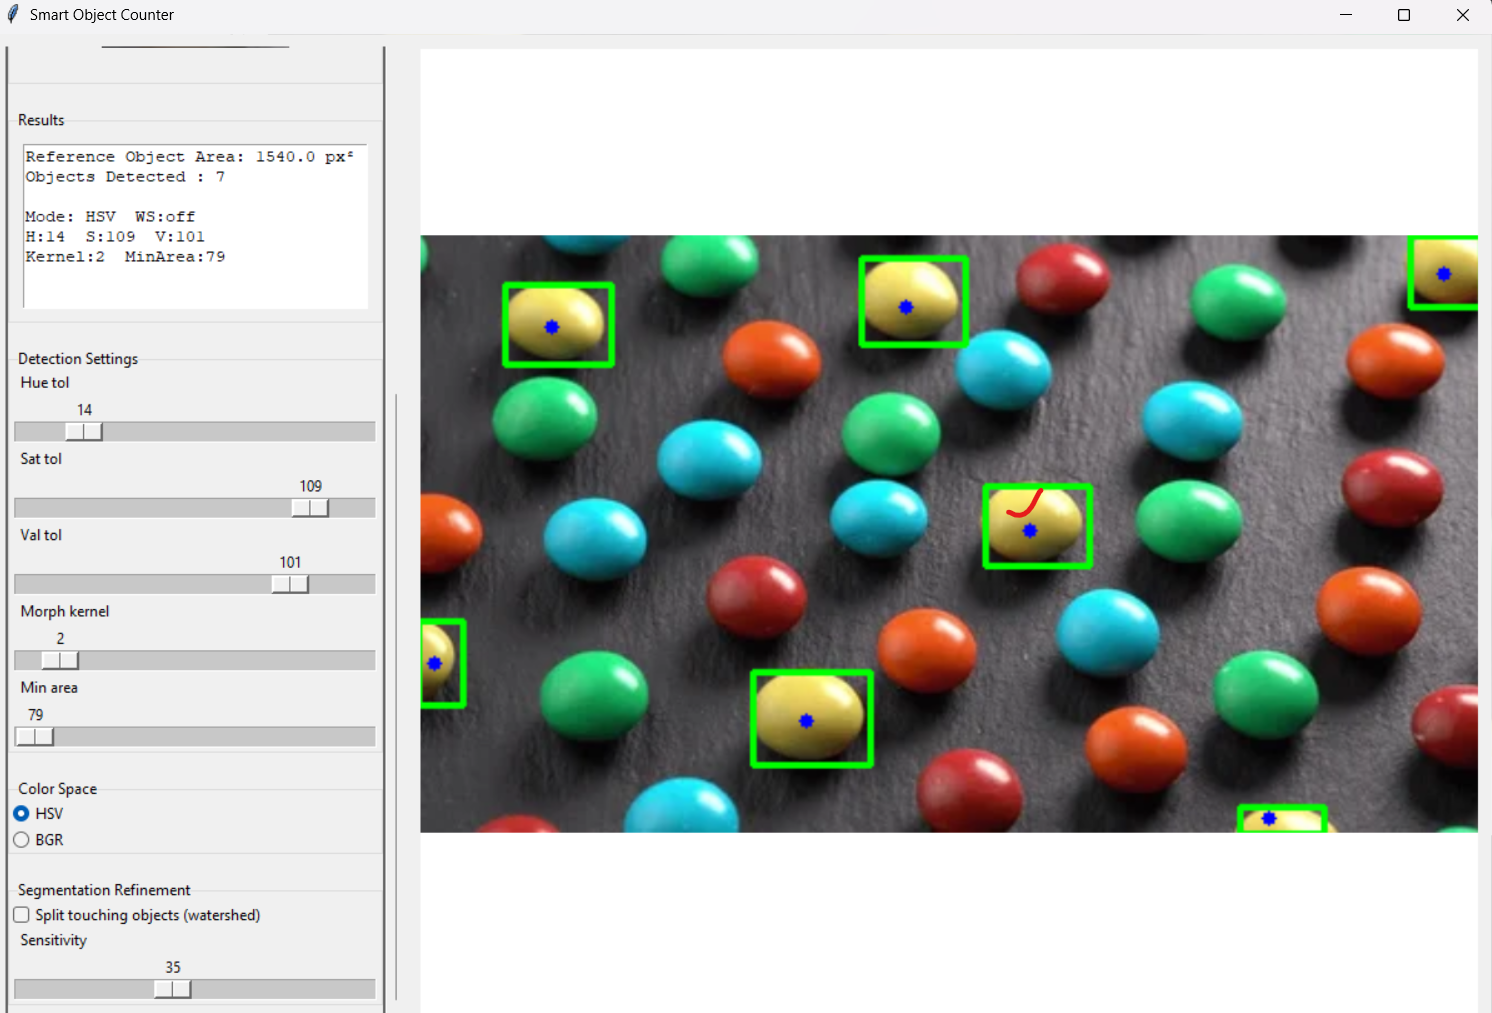 Smart Object Counter
Results
Reference Object Area: 1540.0 px²
Objects Detected : 7
Mode: HSV  WS:off
H:14  S:109  V:101
Kernel:2  MinArea:79
Detection Settings
Hue tol
14
Sat tol
109
Val tol
101
Morph kernel
2
Min area
79
Color Space
HSV
BGR
Segmentation Refinement
Split touching objects (watershed)
Sensitivity
35